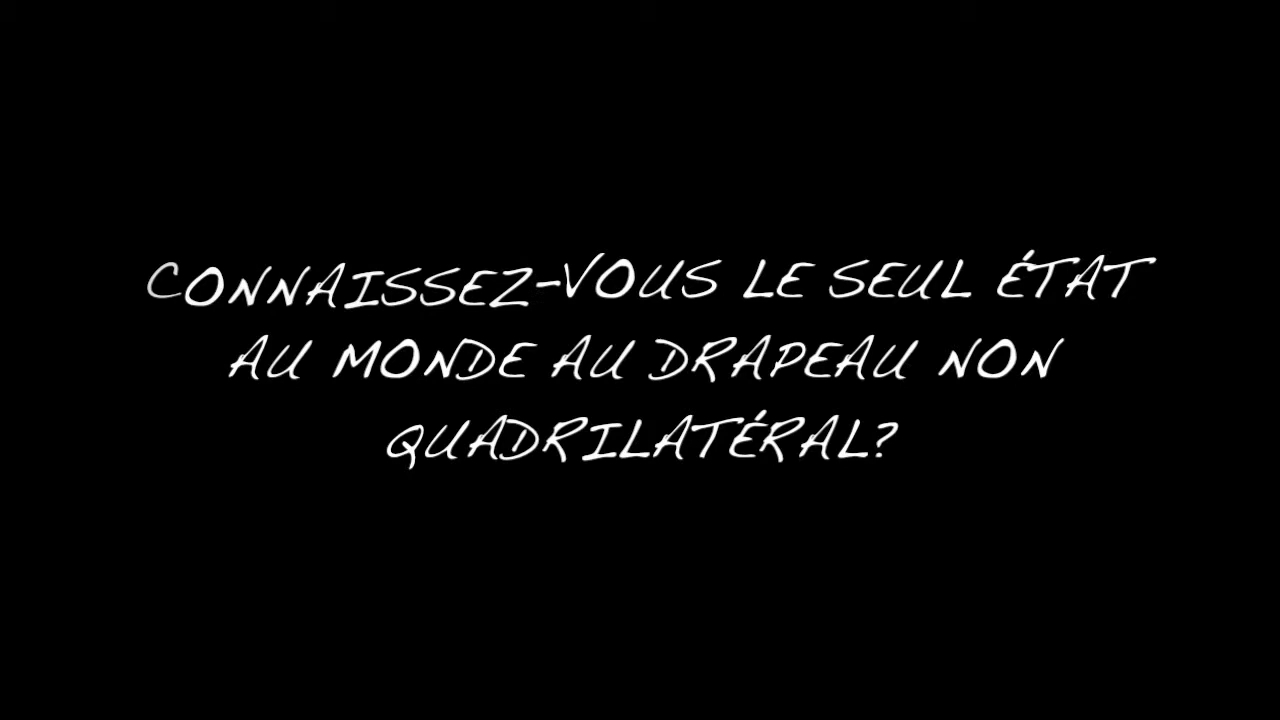 CONNAISSEZ-VOUS LE SEUL ÉTAT
AU MONDE AU DRAPEAU NON
QUADRILATÉRAL?